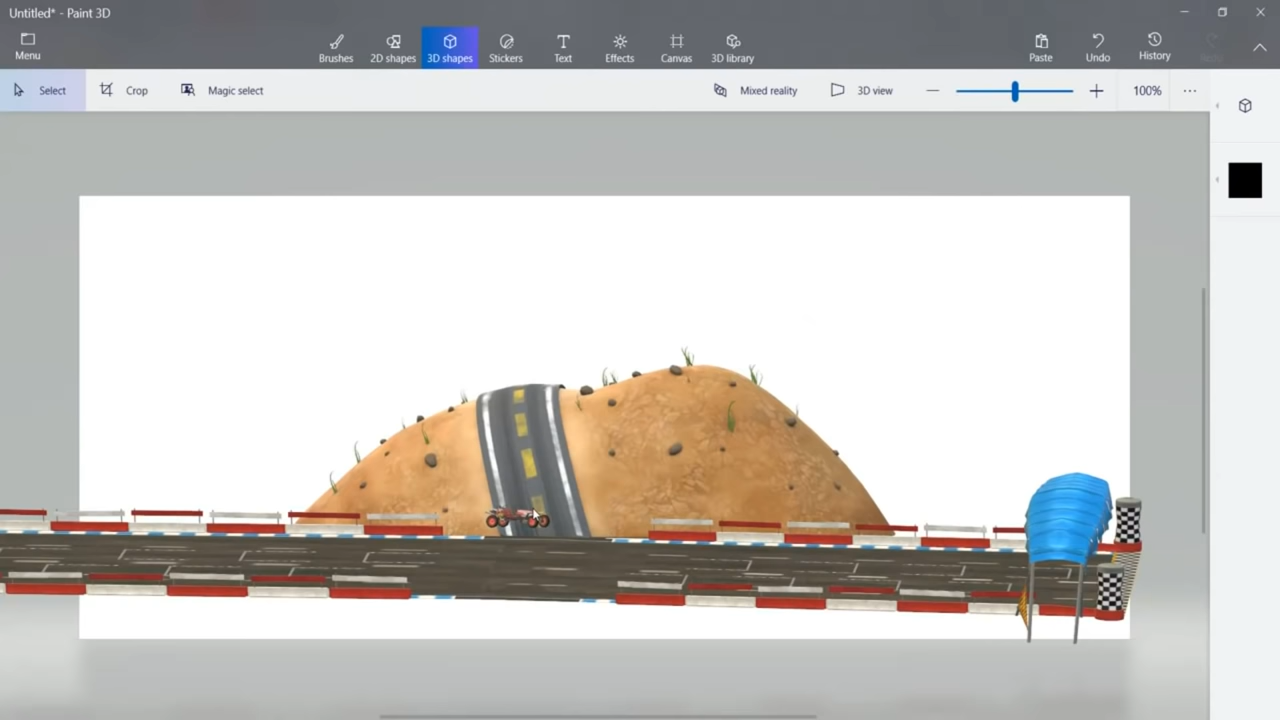 Untitled* - Paint 3D
Menu
Brushes
2D shapes
3D shapes
Stickers
Text
Effects
Canvas
3D library
Paste
Undo
History
Select
Crop
Magic select
Mixed reality
3D view
100%